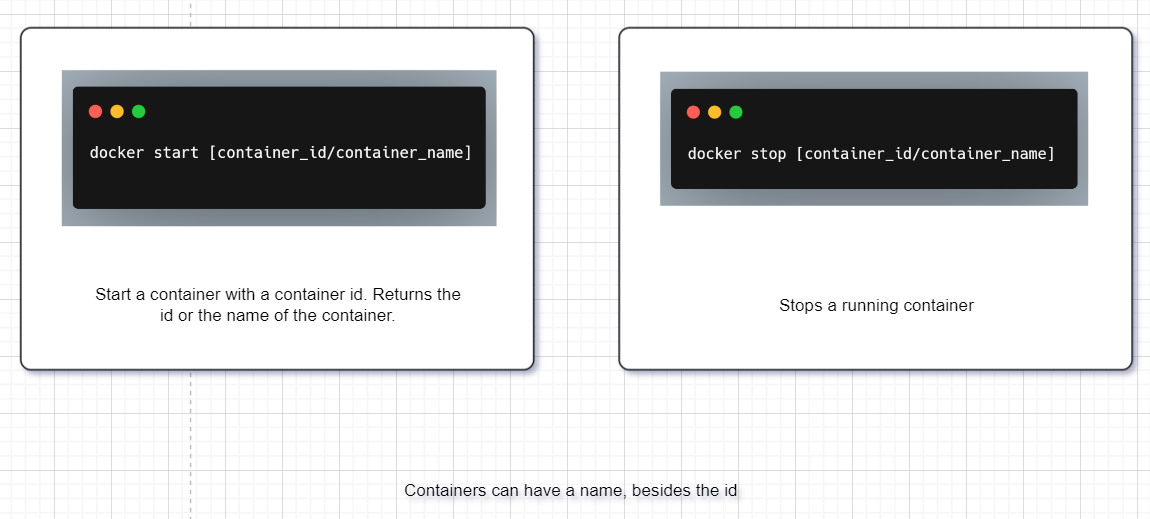 docker start [container_id/container_name]
Start a container with a container id. Returns the
id or the name of the container.
docker stop [container_id/container_name]
Stops a running container
Containers can have a name, besides the id